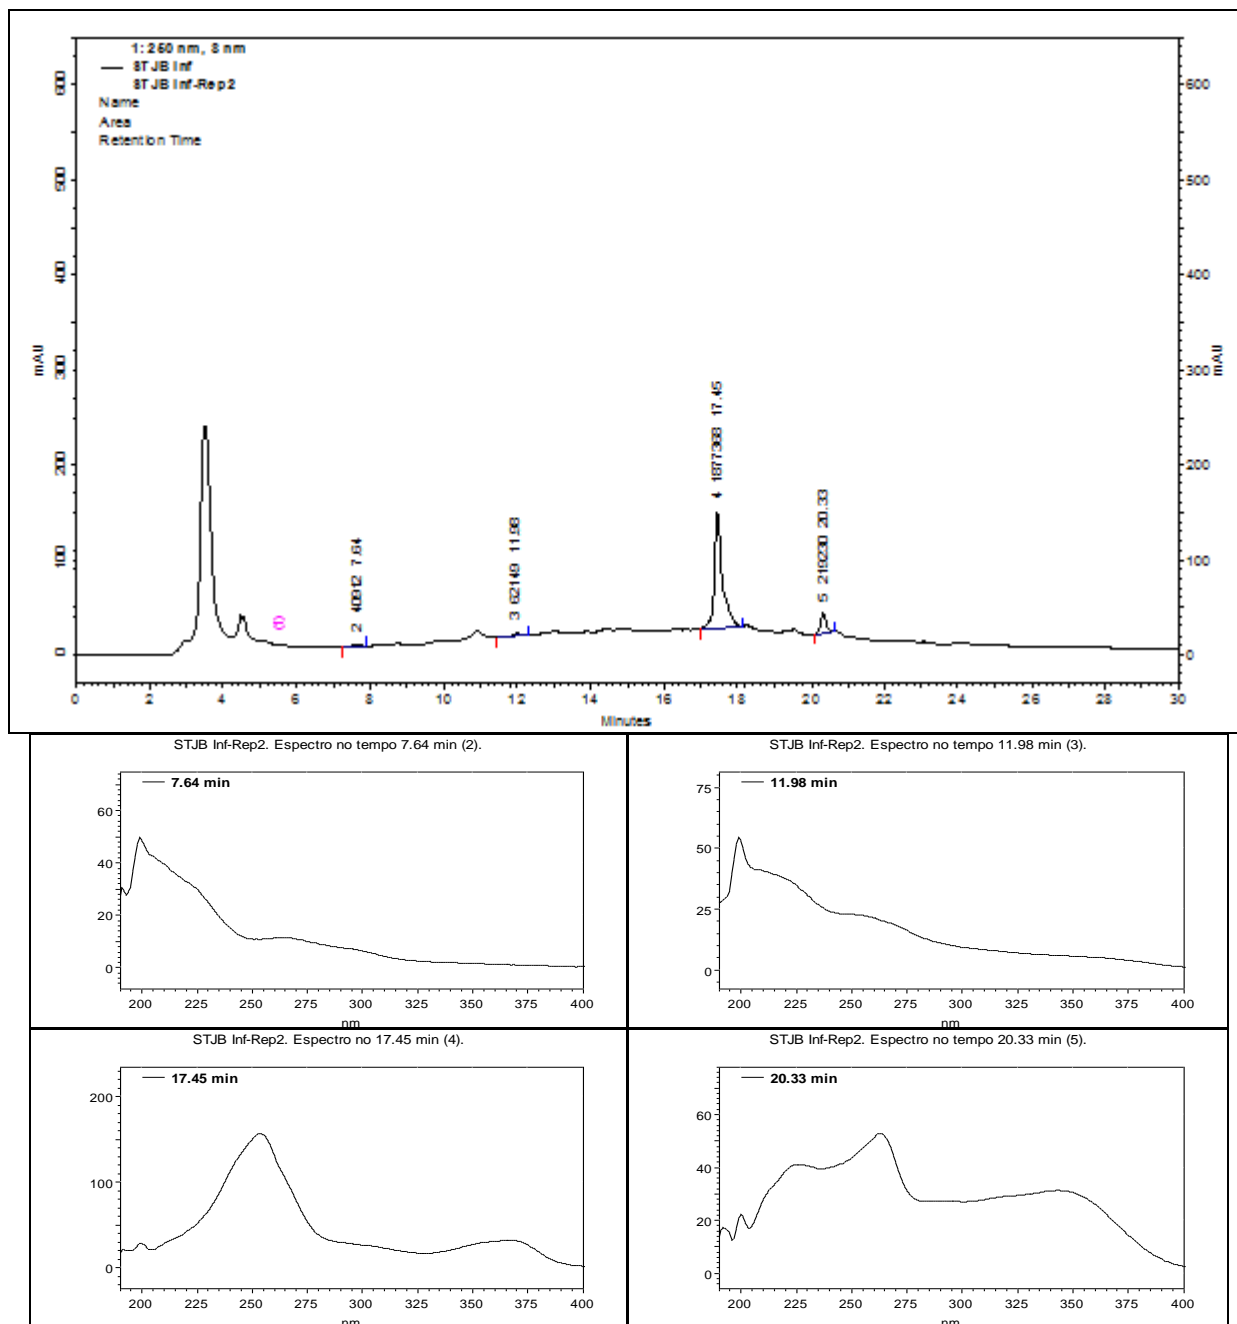 1: 260 nm, 8 nm
STJB Inf
STJB Inf-Rep2
Name
Area
Retention Time
600
500
400
300
200
100
0
mAU
600
500
400
300
200
100
0
mAU
(1)
2 40912 7.64
3 62149 11.98
4 1877368 17.45
5 219230 20.33
0 2 4 6 8 10 12 14 16 18 20 22 24 26 28 30
Minutes
STJB Inf-Rep2. Espectro no tempo 7.64 min (2).
7.64 min
60
40
20
0
200 225 250 275 300 325 350 375 400
nm
STJB Inf-Rep2. Espectro no tempo 11.98 min (3).
11.98 min
75
50
25
0
200 225 250 275 300 325 350 375 400
nm
STJB Inf-Rep2. Espectro no 17.45 min (4).
17.45 min
200
100
0
200 225 250 275 300 325 350 375 400
nm
STJB Inf-Rep2. Espectro no tempo 20.33 min (5).
20.33 min
60
40
20
0
200 225 250 275 300 325 350 375 400
nm